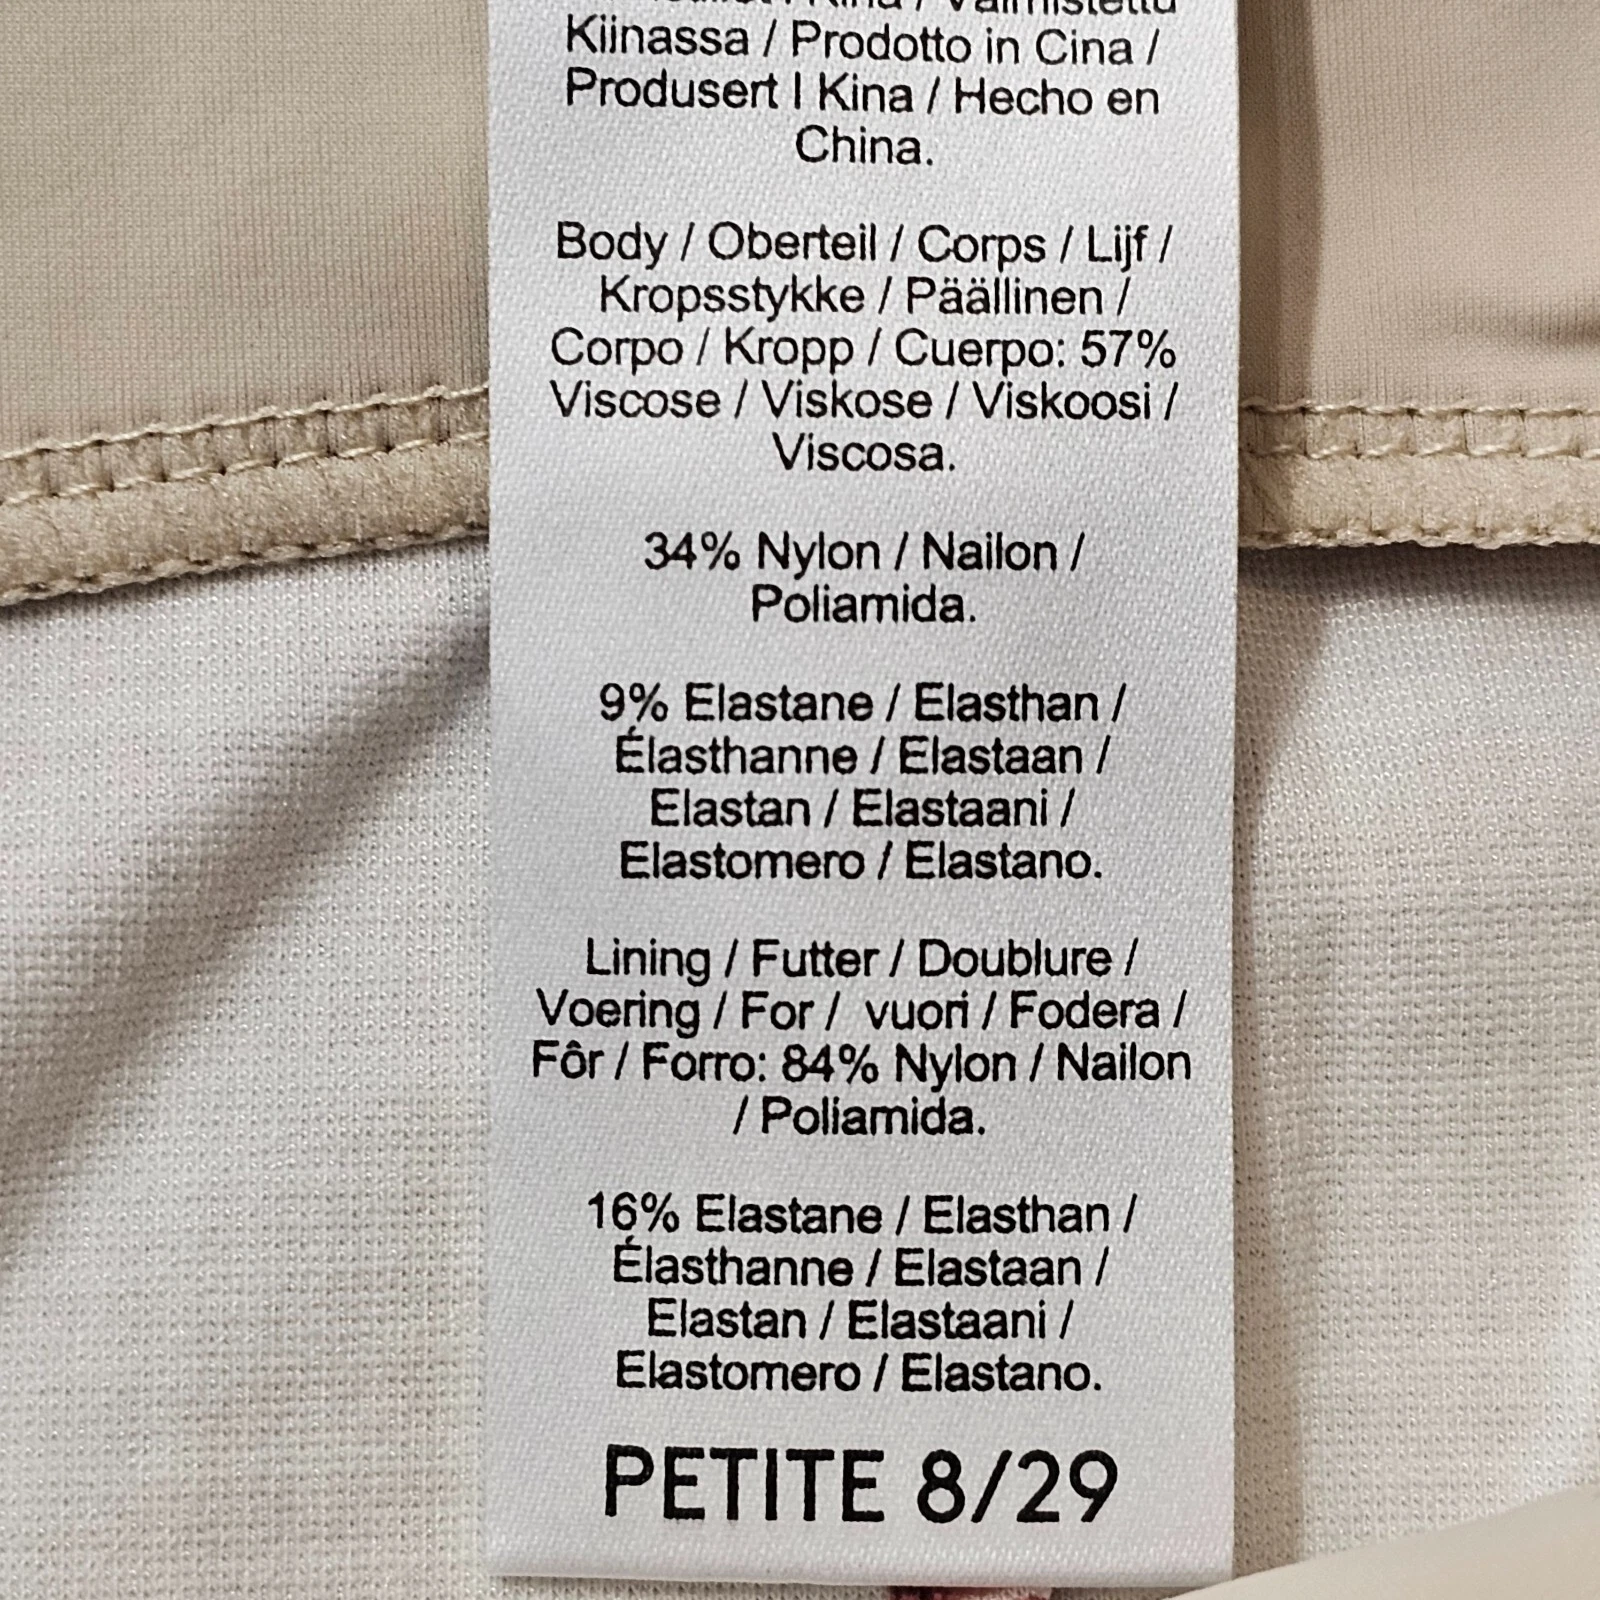 Kina / Valmistettu
Kiinassa / Prodotto in Cina /
Produsert I Kina / Hecho en
China.
Body / Oberteil / Corps / Lijf /
Kropsstykke / Päällinen /
Corpo / Kropp / Cuerpo: 57%
Viscose / Viskose / Viskoosi /
Viscosa.
34% Nylon / Nailon /
Poliamida.
9% Elastane / Elasthan /
Élasthanne / Elastaan /
Elastan / Elastaani /
Elastomero / Elastano.
Lining / Futter / Doublure /
Voering / For / vuori / Fodera /
Fôr / Forro: 84% Nylon / Nailon
/ Poliamida.
16% Elastane / Elasthan /
Élasthanne / Elastaan /
Elastan / Elastaani /
Elastomero / Elastano.
PETITE 8/29